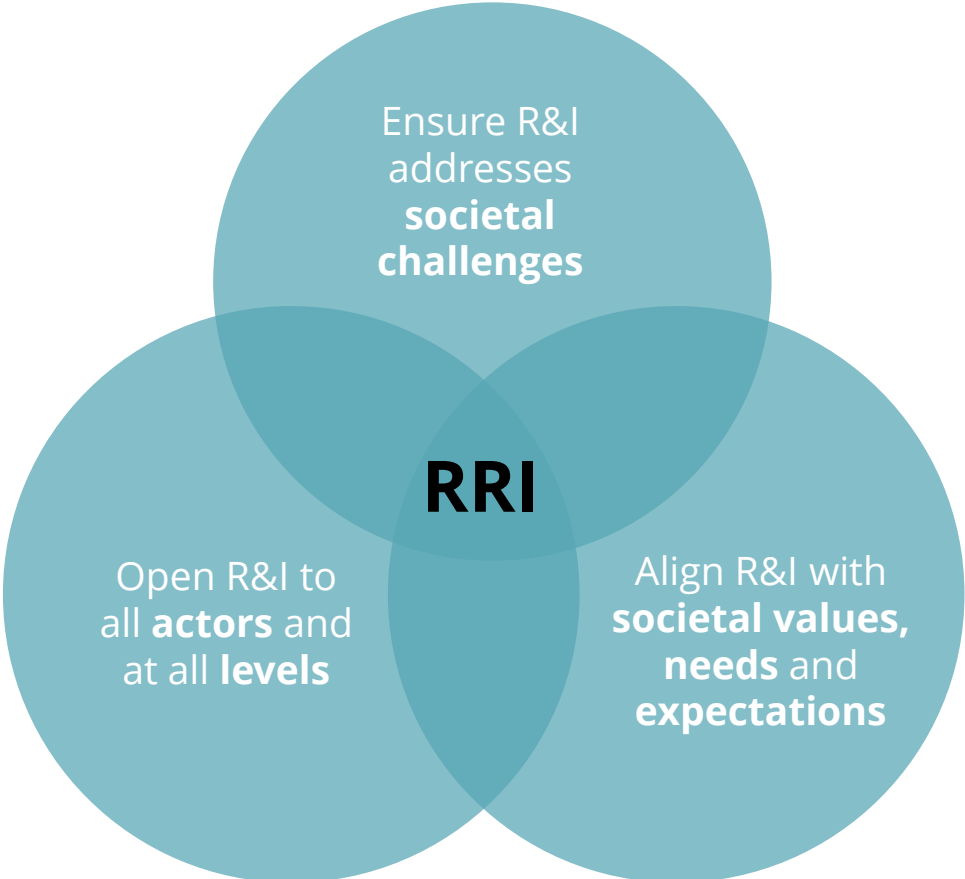 Ensure R&I
addresses
societal
challenges
RRI
Open R&I to
all actors and
at all levels
Align R&I with
societal values,
needs and
expectations